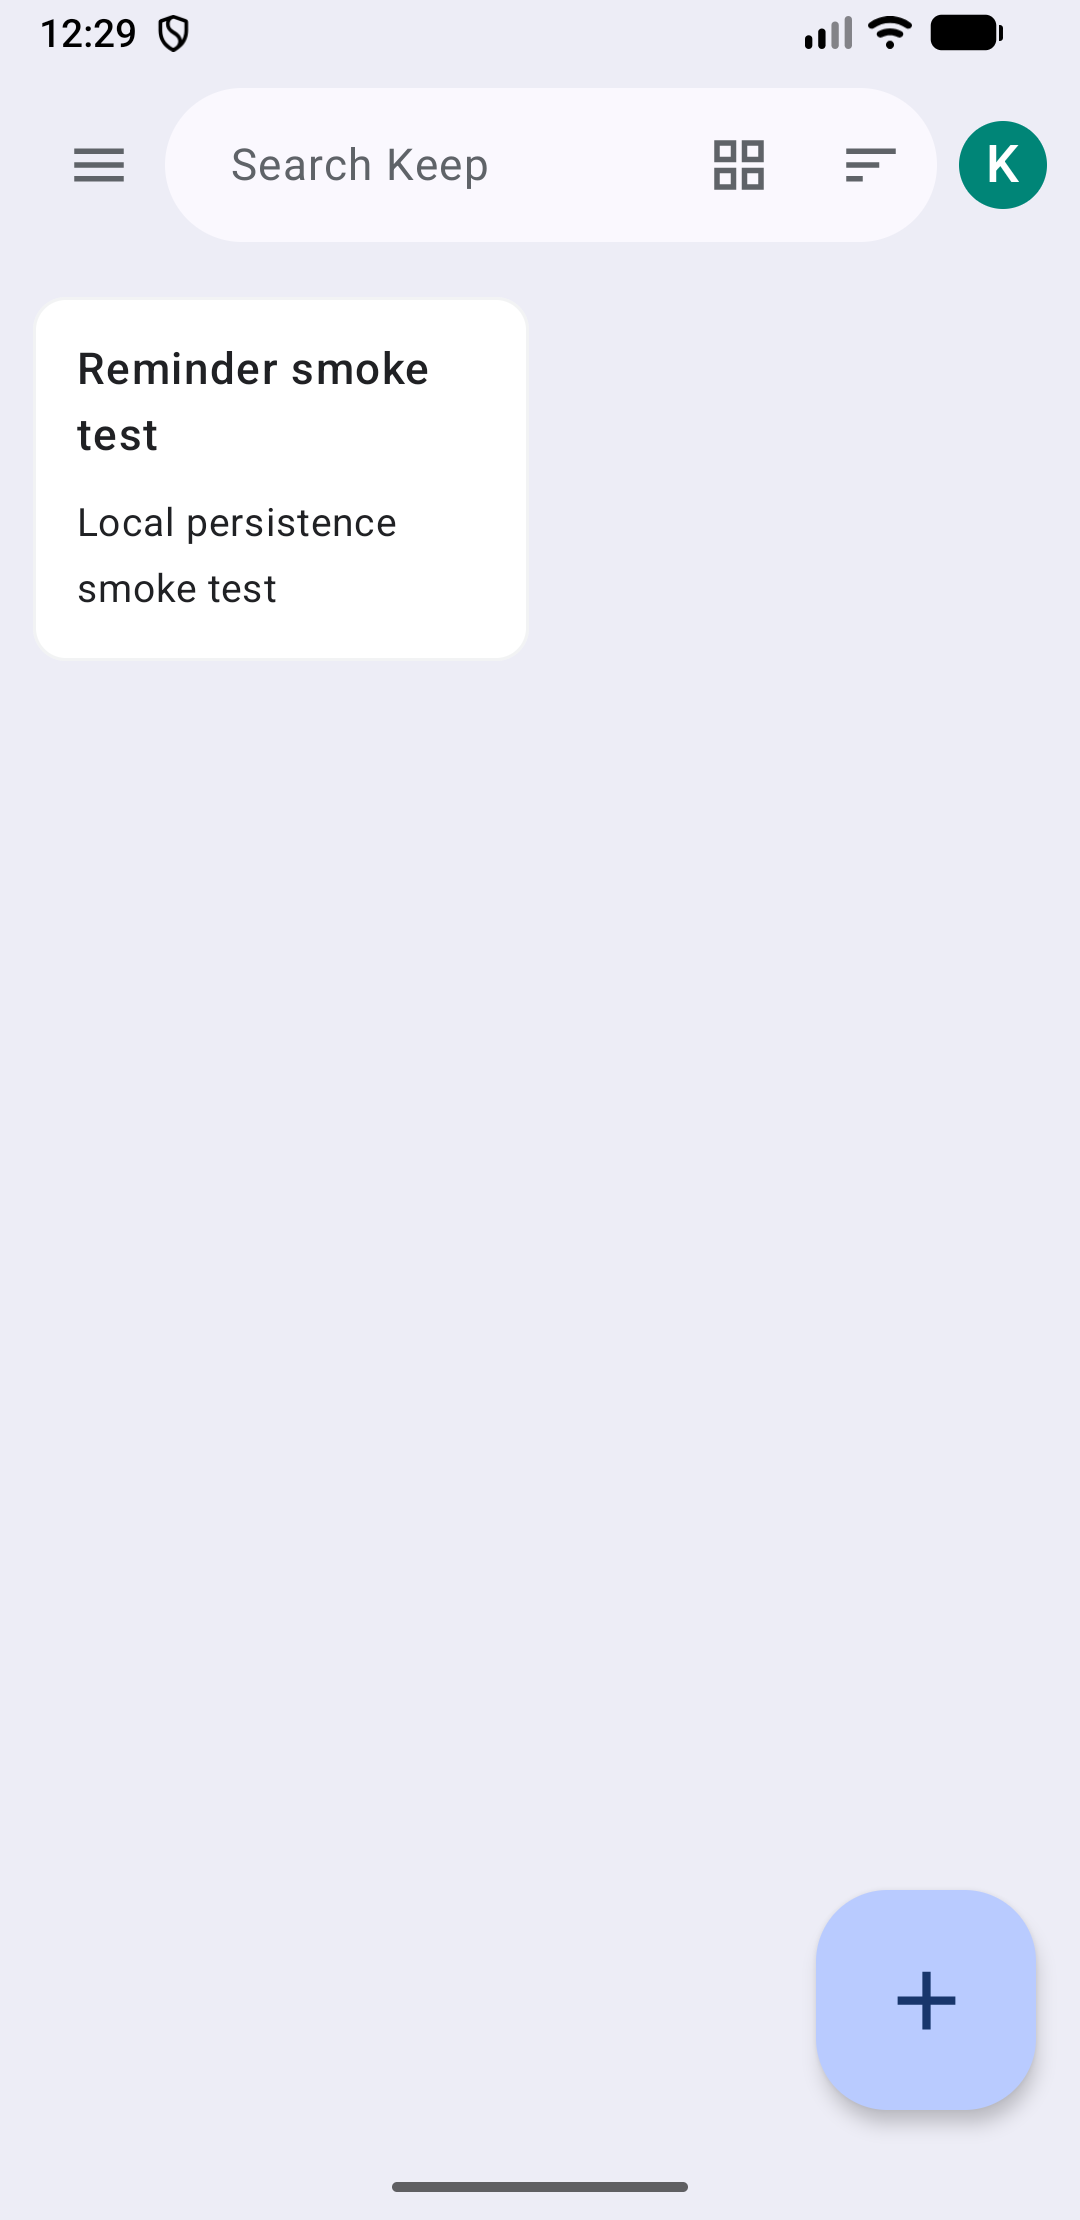 12:29
Search Keep
K
Reminder smoke
test
Local persistence
smoke test